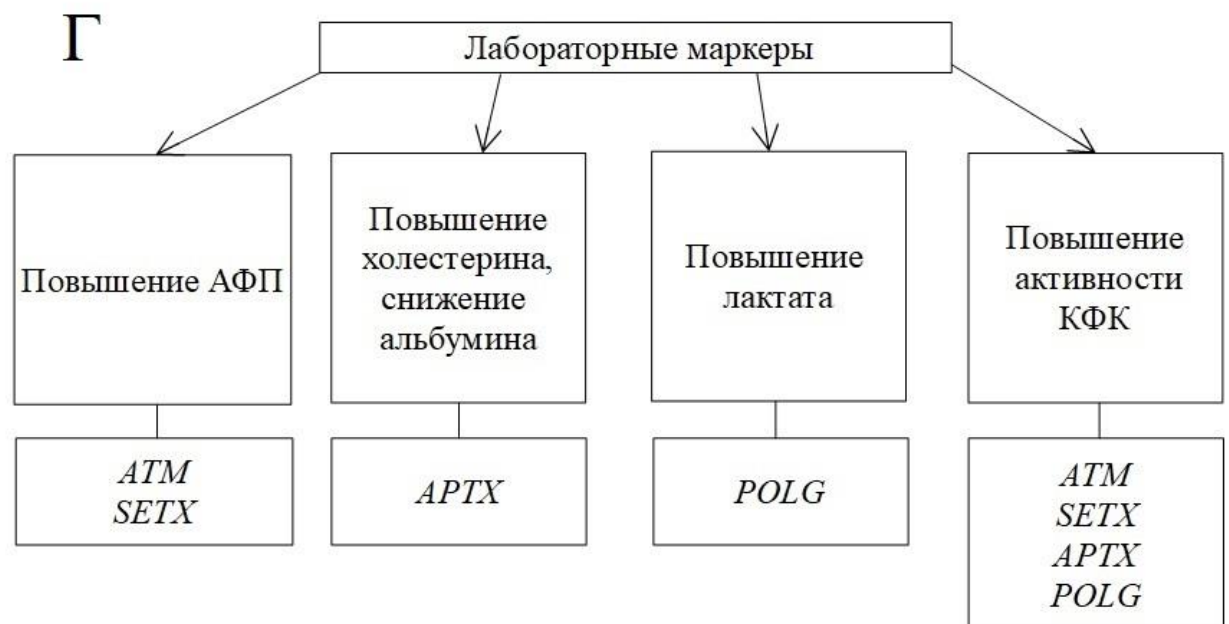 Г
Лабораторные маркеры
Повышение АФП
Повышение
холестерина,
снижение
альбумина
Повышение
лактата
Повышение
активности
КФК
ATM
SETX
APTX
POLG
ATM
SETX
APTX
POLG